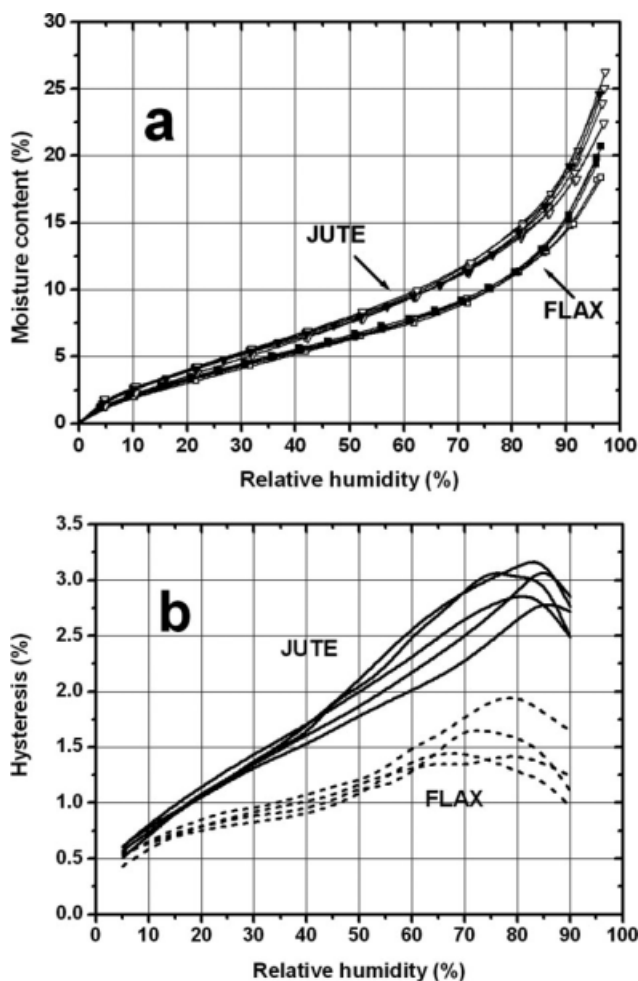 30
25
20
15
10
5
0
Moisture content (%)
a
JUTE
FLAX
0 10 20 30 40 50 60 70 80 90 100
Relative humidity (%)
3.5
3.0
2.5
2.0
1.5
1.0
0.5
0.0
Hysteresis (%)
b
JUTE
FLAX
0 10 20 30 40 50 60 70 80 90 100
Relative humidity (%)